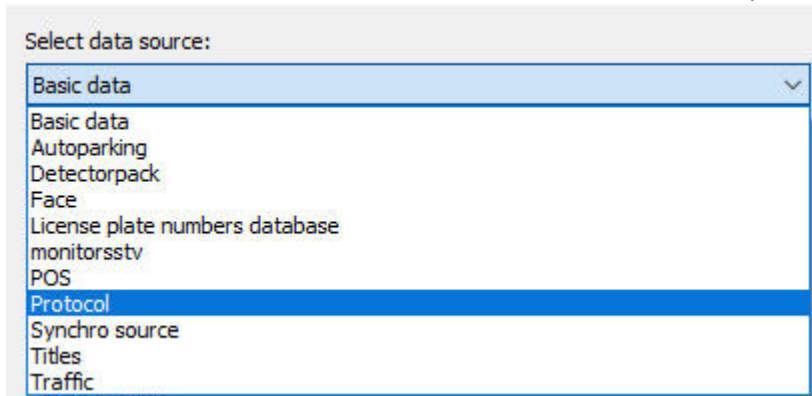 Select data source:
Basic data
Basic data
Autoparking
Detectorpack
Face
License plate numbers database
monitorsstv
POS
Protocol
Synchro source
Titles
Traffic